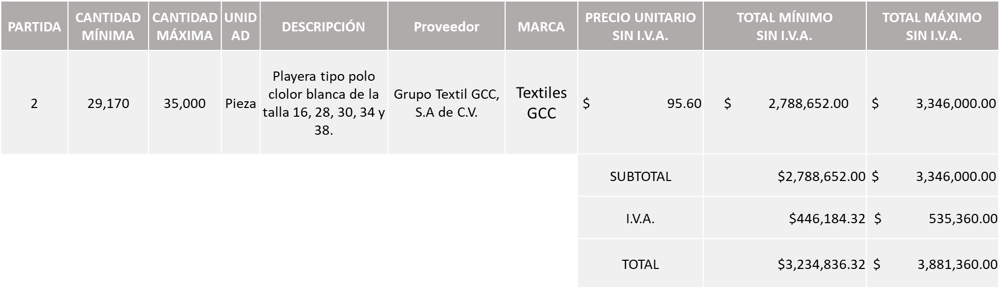 PARTIDA
CANTIDAD
MÍNIMA
CANTIDAD
MÁXIMA
UNID
AD
DESCRIPCIÓN
Proveedor
MARCA
PRECIO UNITARIO
SIN I.V.A.
TOTAL MÍNIMO
SIN I.V.A.
TOTAL MÁXIMO
SIN I.V.A.
2
29,170
35,000
Pieza
Playera tipo polo
clolor blanca de la
talla 16, 28, 30, 34 y
38.
Grupo Textil GCC,
S.A de C.V.
Textiles
GCC
$ 95.60
$ 2,788,652.00
$ 3,346,000.00
SUBTOTAL
$2,788,652.00
$ 3,346,000.00
I.V.A.
$446,184.32
$ 535,360.00
TOTAL
$3,234,836.32
$ 3,881,360.00